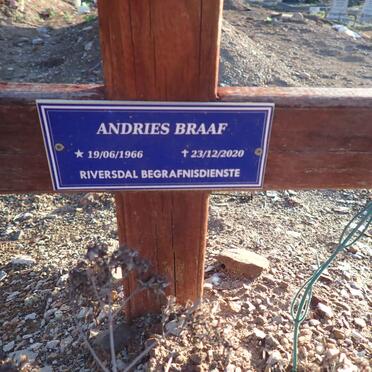 ANDRIES BRAAF
★ 19/06/1966 ✝ 23/12/2020
RIVERSDAL BEGRAFNISDIENSTE